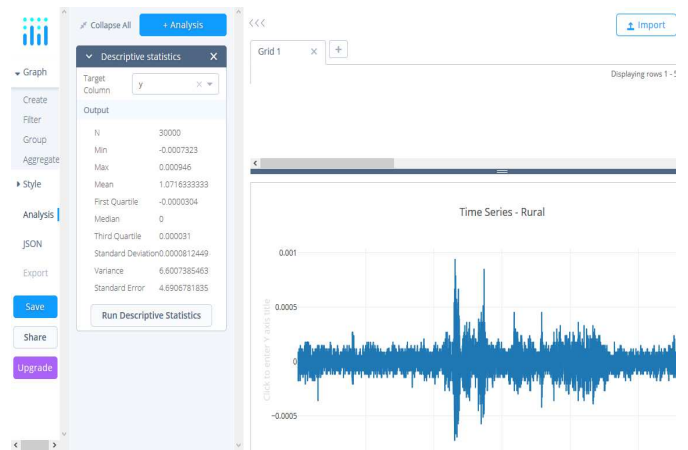 Collapse All
+ Analysis
Import
Grid 1
+
Displaying rows 1 - 5
Graph
Create
Filter
Group
Aggregate
Style
Analysis
JSON
Export
Save
Share
Upgrade
Descriptive statistics X
Target Column y
Output
N 30000
Min -0.0007323
Max 0.000946
Mean 1.0716333333
First Quartile -0.0000304
Median 0
Third Quartile 0.000031
Standard Deviation0.0000812449
Variance 6.6007385463
Standard Error 4.6906781835
Run Descriptive Statistics
Time Series - Rural
Click to enter Y axis title
0.001
0.0005
0
−0.0005